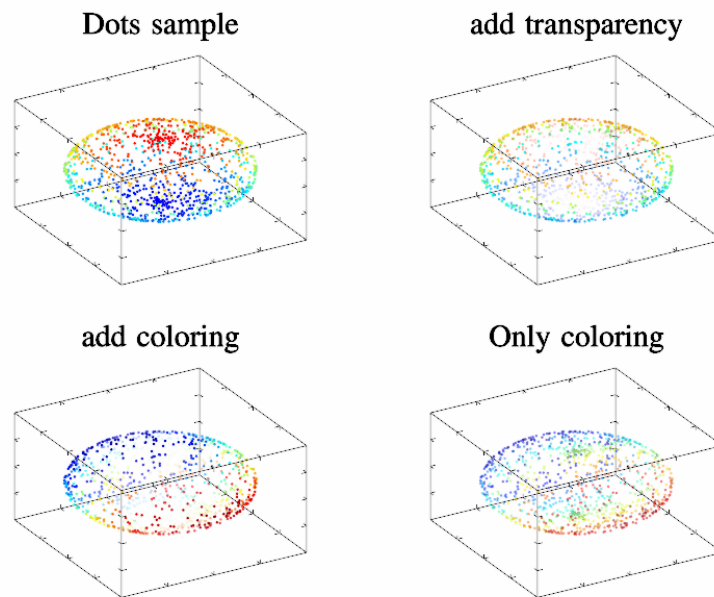 Dots sample
add transparency
add coloring
Only coloring